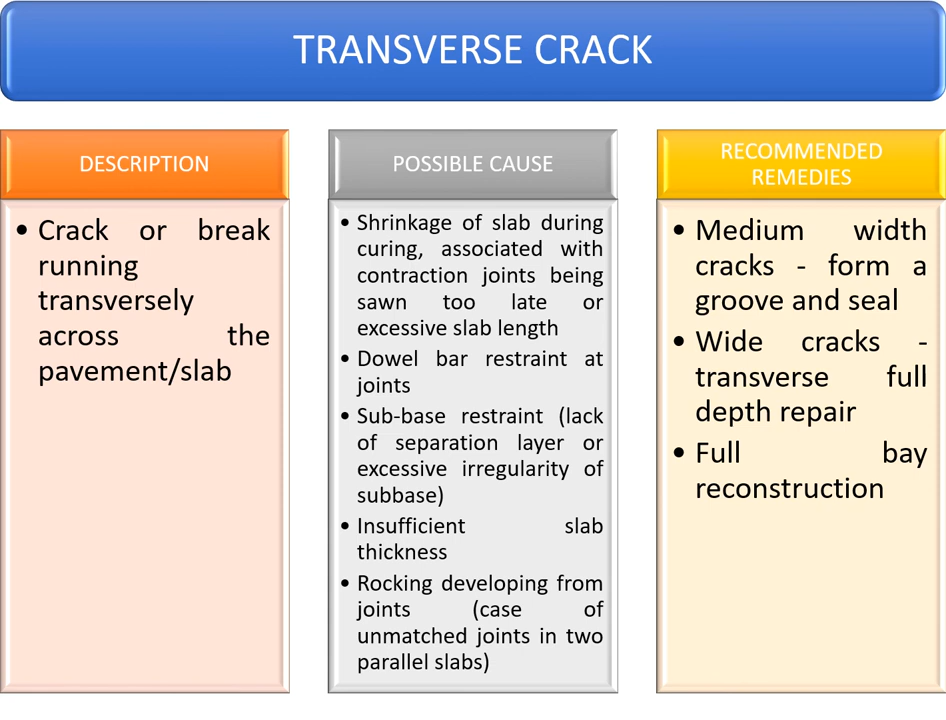 TRANSVERSE CRACK
DESCRIPTION
• Crack or break
running
transversely
across the
pavement/slab
POSSIBLE CAUSE
• Shrinkage of slab during
curing, associated with
contraction joints being
sawn too late or
excessive slab length
• Dowel bar restraint at
joints
• Sub-base restraint (lack
of separation layer or
excessive irregularity of
subbase)
• Insufficient slab
thickness
• Rocking developing from
joints (case of
unmatched joints in two
parallel slabs)
RECOMMENDED
REMEDIES
• Medium width
cracks - form a
groove and seal
• Wide cracks -
transverse full
depth repair
• Full bay
reconstruction